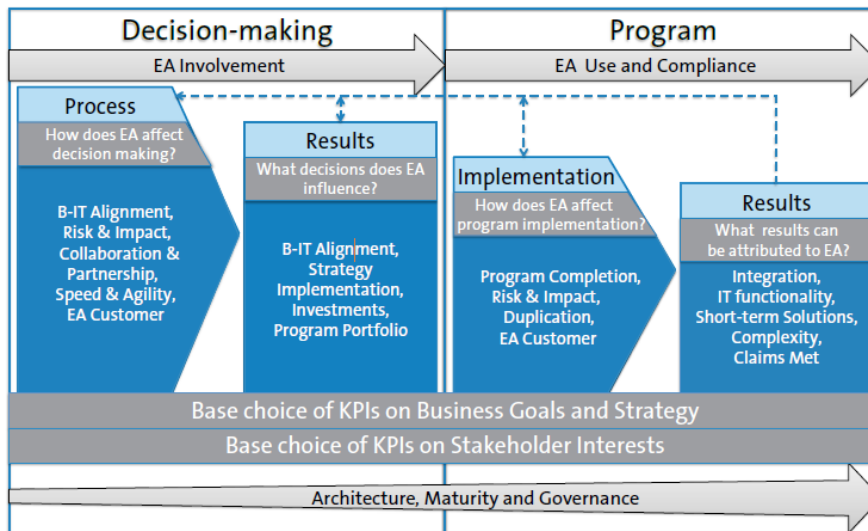 Decision-making
Program
EA Involvement
EA Use and Compliance
Process
How does EA affect
decision making?
B-IT Alignment,
Risk & Impact,
Collaboration &
Partnership,
Speed & Agility,
EA Customer
Results
What decisions does EA
influence?
B-IT Alignment,
Strategy
Implementation,
Investments,
Program Portfolio
Implementation
How does EA affect
program implementation?
Program Completion,
Risk & Impact,
Duplication,
EA Customer
Results
What results can
be attributed to EA?
Integration,
IT functionality,
Short-term Solutions,
Complexity,
Claims Met
Base choice of KPIs on Business Goals and Strategy
Base choice of KPIs on Stakeholder Interests
Architecture, Maturity and Governance